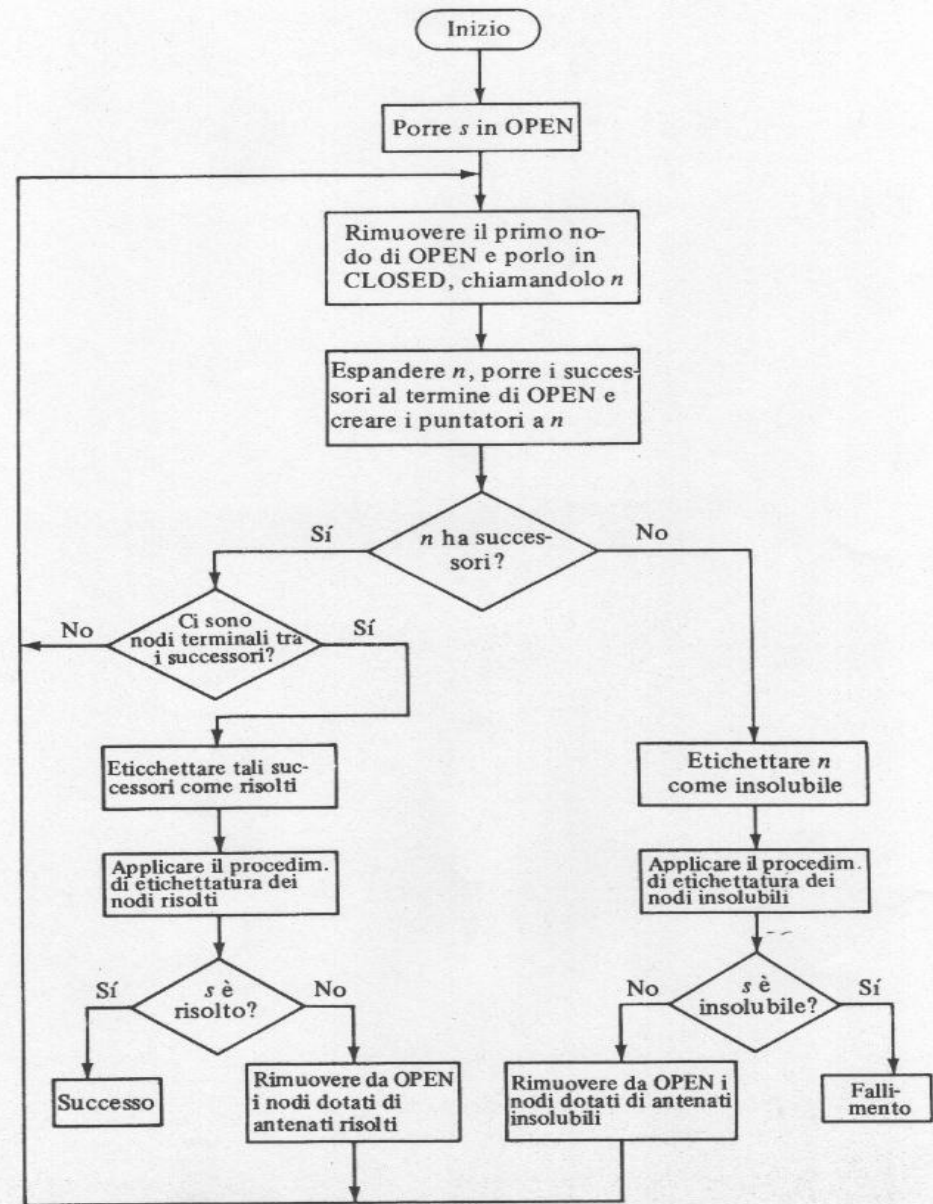 Inizio
Porre s in OPEN
Rimuovere il primo no-
do di OPEN e porlo in
CLOSED, chiamandolo n
Espandere n, porre i succes-
sori al termine di OPEN e
creare i puntatori a n
n ha succes-
sori?
Sí
No
Ci sono
nodi terminali tra
i successori?
No
Sí
Eticchettare tali suc-
cessori come risolti
Etichettare n
come insolubile
Applicare il procedim.
di etichettatura dei
nodi risolti
Applicare il procedim.
di etichettatura dei
nodi insolubili
s è
risolto?
Sí
No
s è
insolubile?
No
Sí
Successo
Rimuovere da OPEN
i nodi dotati di
antenati risolti
Rimuovere da OPEN i
nodi dotati di antenati
insolubili
Falli-
mento